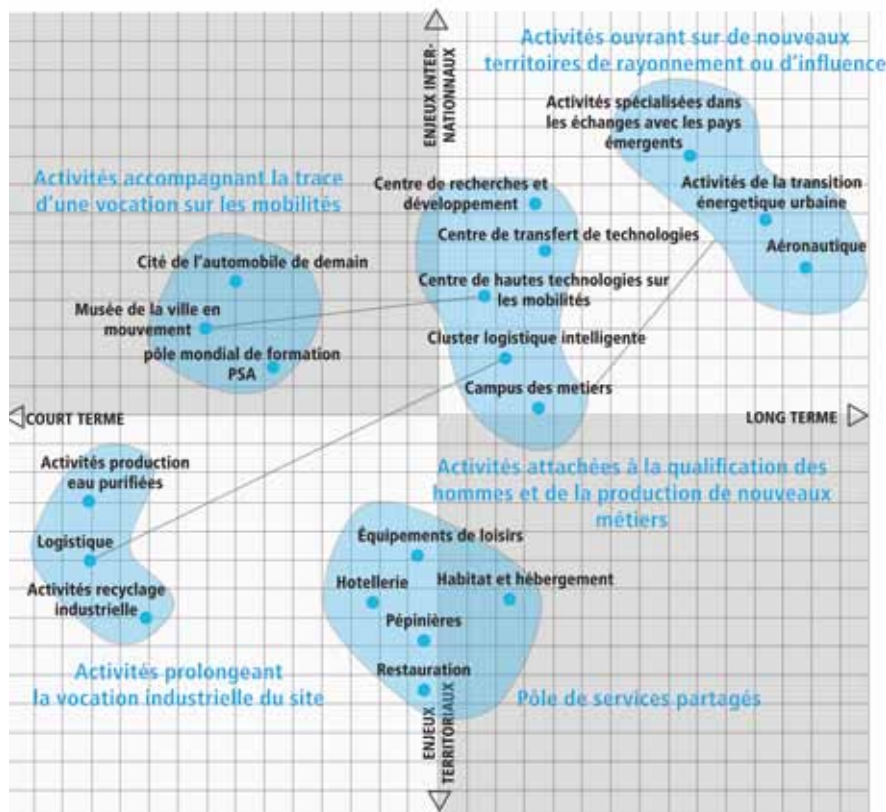 Activités ouvrant sur de nouveaux
territoires de rayonnement ou d'influence
ENJEUX INTER-
NATIONNAUX
Activités spécialisées dans
les échanges avec les pays
émergents
Activités accompagnant la trace
d'une vocation sur les mobilités
Centre de recherches et
développement
Activités de la transition
énergetique urbaine
Centre de transfert de technologies
Aéronautique
Cité de l'automobile de demain
Centre de hautes technologies sur
les mobilités
Musée de la ville en
mouvement
Cluster logistique intelligente
pôle mondial de formation
PSA
Campus des metiers
COURT TERME
LONG TERME
Activités production
eau purifiées
Activités attachées à la qualification des
hommes et de la production de nouveaux
métiers
Logistique
Équipements de loisirs
Activités recyclage
industrielle
Hotellerie
Habitat et hébergement
Pépinières
Restauration
Activités prolongeant
la vocation industrielle du site
Pôle de services partagés
ENJEUX
TERRITORIAUX